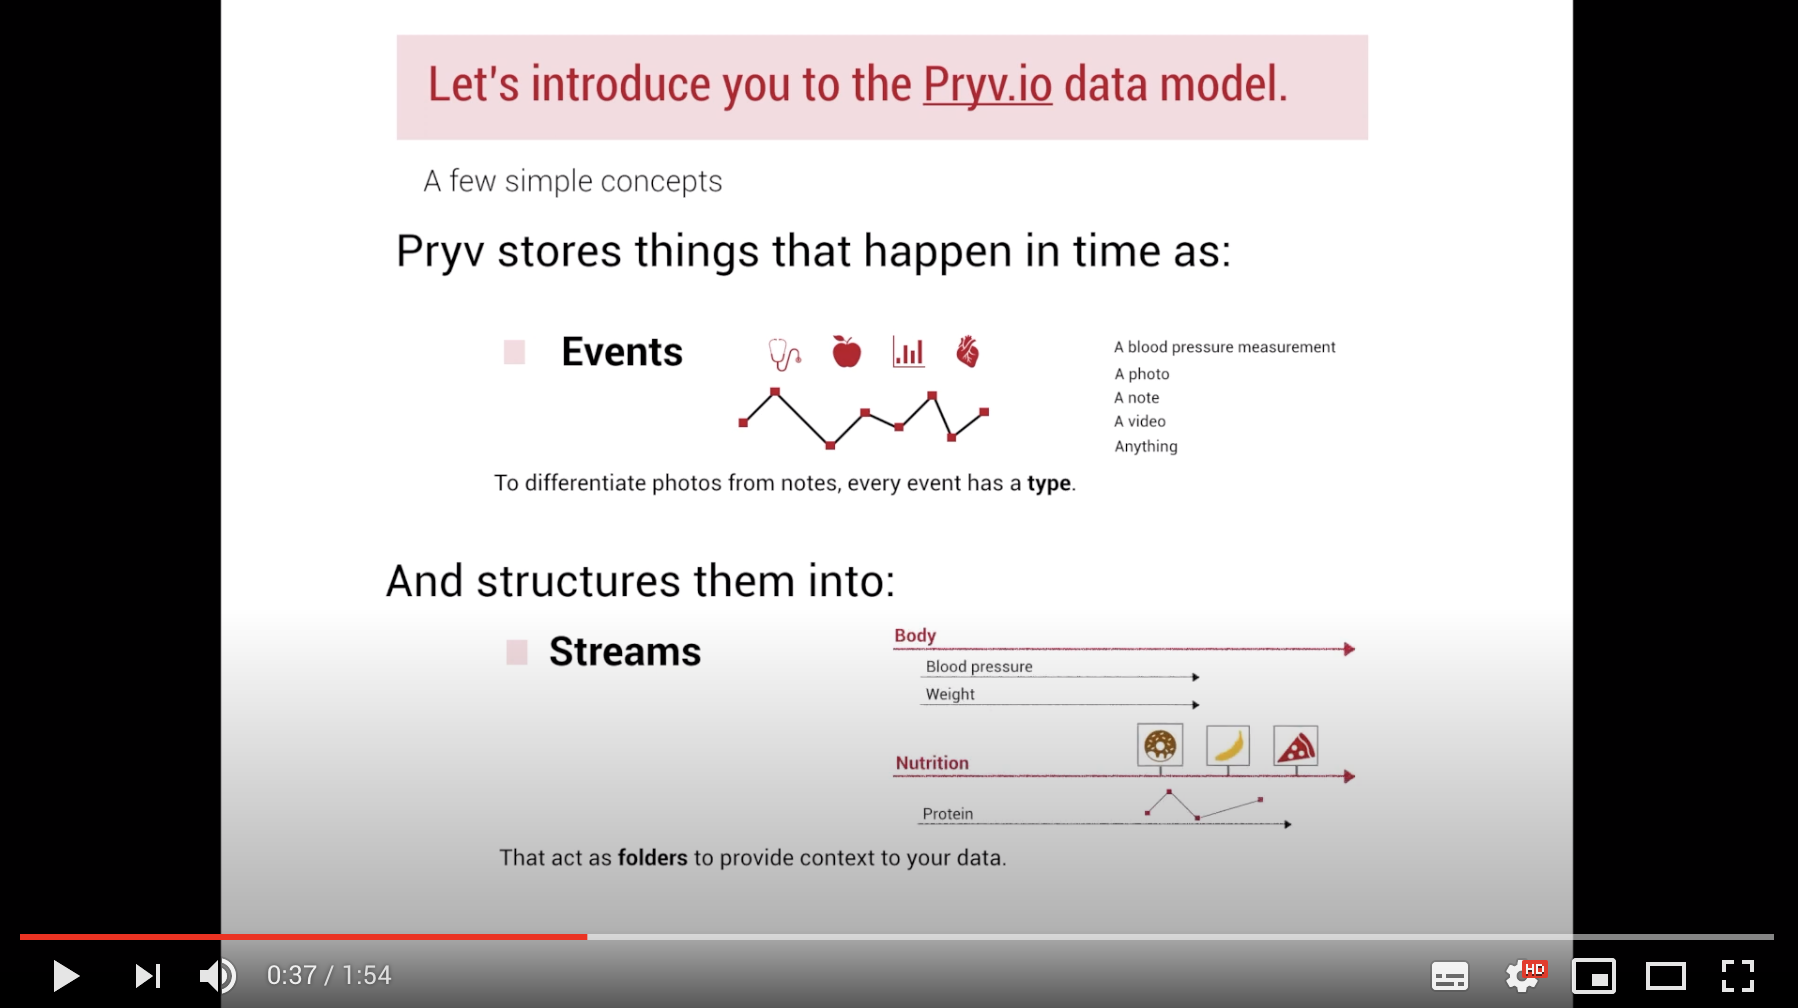 Let's introduce you to the Pryv.io data model.
A few simple concepts
Pryv stores things that happen in time as:
Events
A blood pressure measurement
A photo
A note
A video
Anything
To differentiate photos from notes, every event has a type.
And structures them into:
Streams
Body
Blood pressure
Weight
Nutrition
Protein
That act as folders to provide context to your data.
0:37 / 1:54
HD